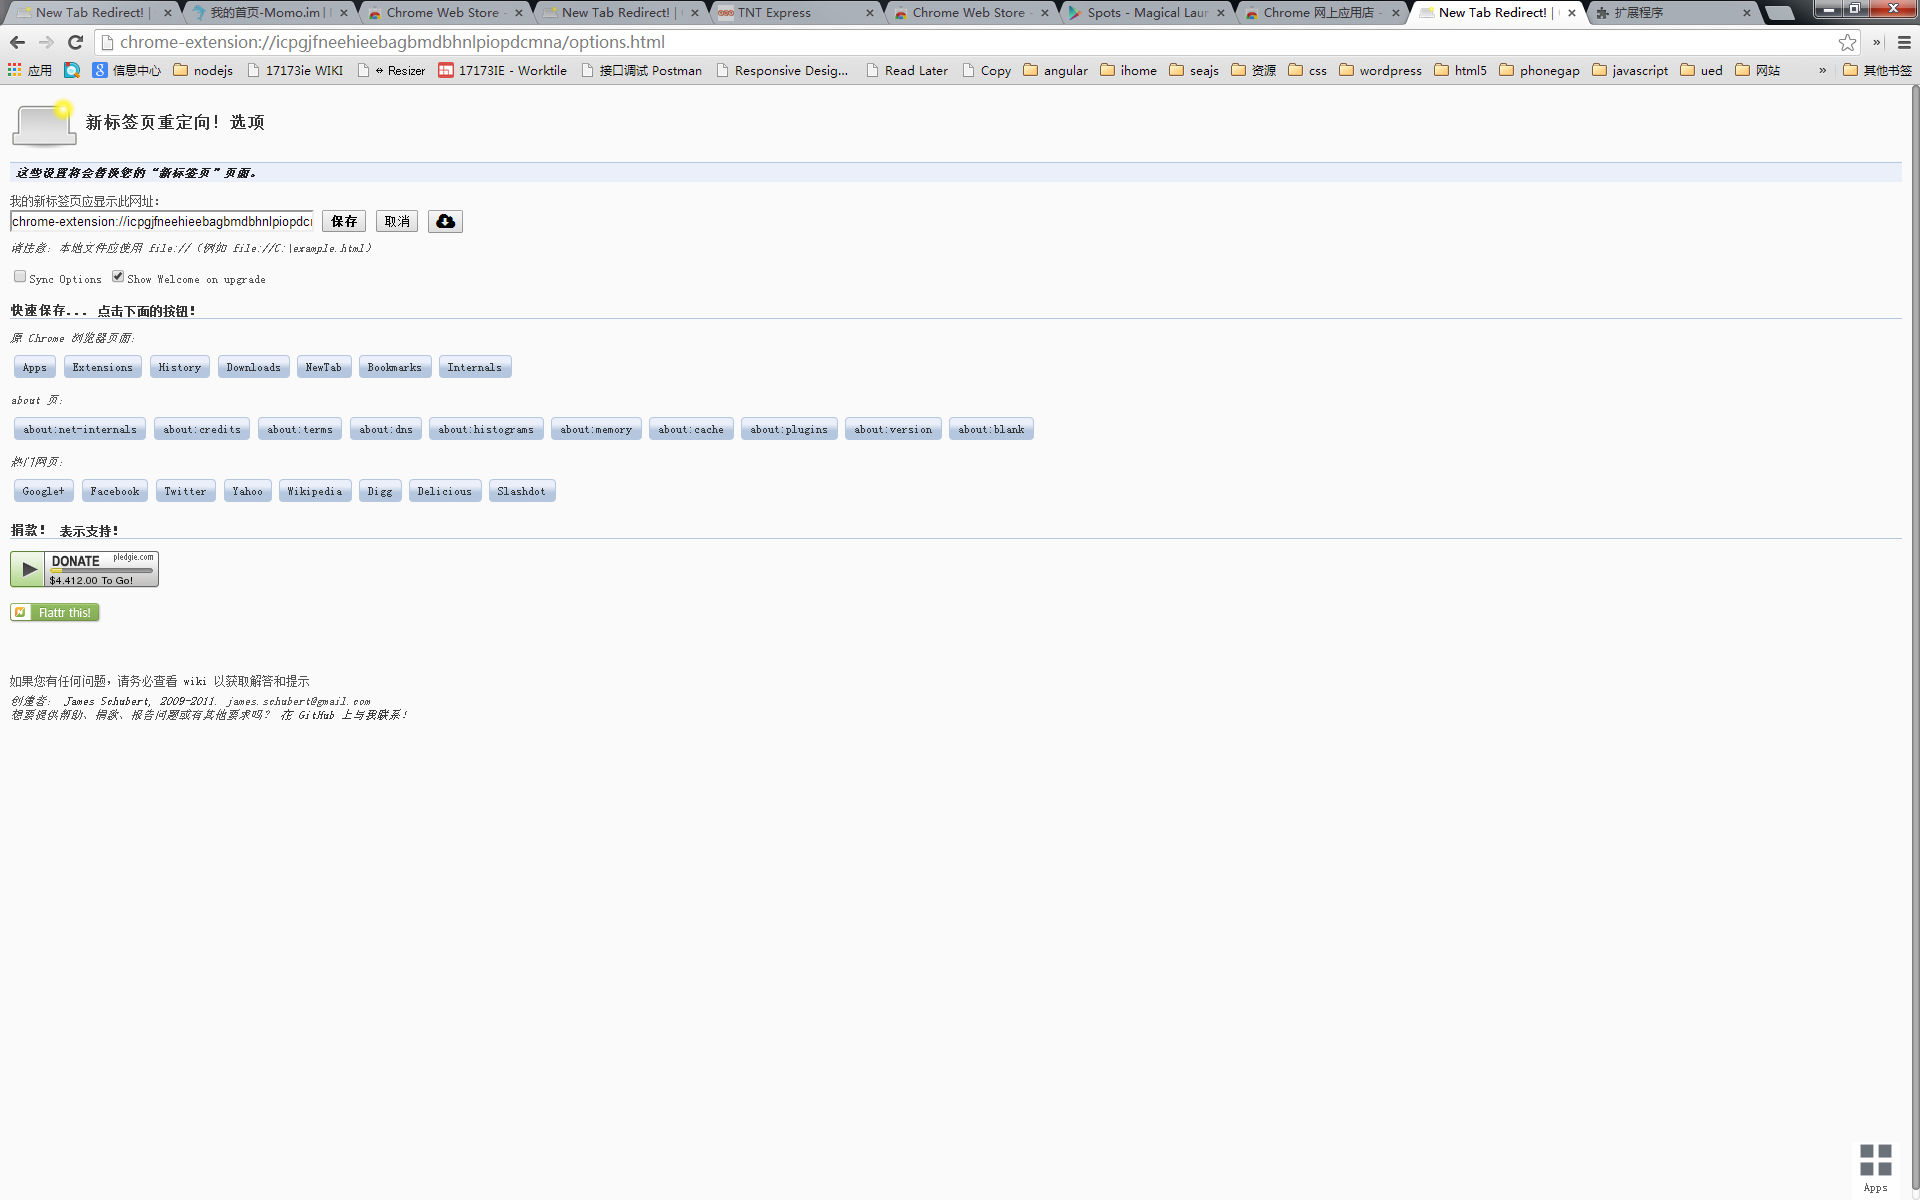 New Tab Redirect! | 我的首页-Momo.im | Chrome Web Store - New Tab Redirect! | TNT Express Chrome Web Store - Spots - Magical Laun Chrome 网上应用店 - New Tab Redirect! | 扩展程序
chrome-extension://icpgjfneehieebagbmdbhnlpiopdcmna/options.html
应用 信息中心 nodejs 17173ie WIKI ↔ Resizer 17173IE - Worktile 接口调试 Postman Responsive Desig... Read Later Copy angular ihome seajs 资源 css wordpress html5 phonegap javascript ued 网站 » 其他书签
新标签页重定向！选项
这些设置将会替换您的“新标签页”页面。
我的新标签页应显示此网址：
chrome-extension://icpgjfneehieebagbmdbhnlpiopdcr 保存 取消
请注意：本地文件应使用 file://（例如 file://C:|example.html）
Sync Options Show Welcome on upgrade
快速保存... 点击下面的按钮！
原 Chrome 浏览器页面：
Apps Extensions History Downloads NewTab Bookmarks Internals
about 页：
about:net-internals about:credits about:terms about:dns about:histograms about:memory about:cache about:plugins about:version about:blank
热门网页：
Google+ Facebook Twitter Yahoo Wikipedia Digg Delicious Slashdot
捐款！ 表示支持！
DONATE pledgie.com
$4,412.00 To Go!
Flattr this!
如果您有任何问题，请务必查看 wiki 以获取解答和提示
创建者： James Schubert, 2009-2011. james.schubert@gmail.com
想要提供帮助、捐款、报告问题或有其他要求吗？ 在 GitHub 上与我联系！
Apps